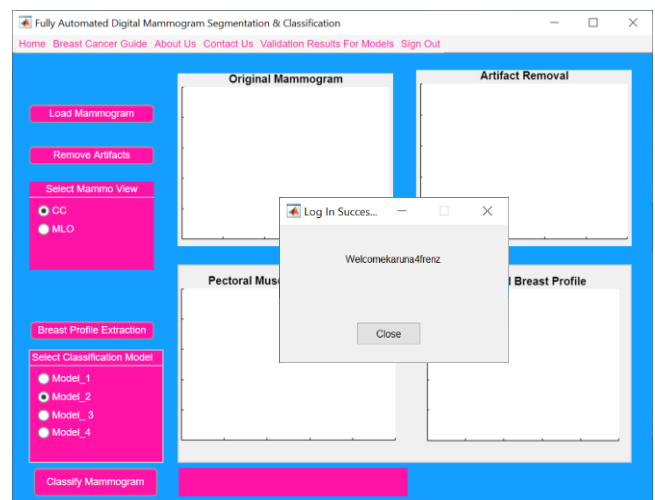 Fully Automated Digital Mammogram Segmentation & Classification
Home Breast Cancer Guide About Us Contact Us Validation Results For Models Sign Out
Original Mammogram
Artifact Removal
Load Mammogram
Remove Artifacts
Select Mammo View
CC
MLO
Log In Succes...
Welcomekaruna4frenz
Close
Pectoral
Breast Profile
Breast Profile Extraction
Select Classification Model
Model_1
Model_2
Model_ 3
Model_4
Classify Mammogram